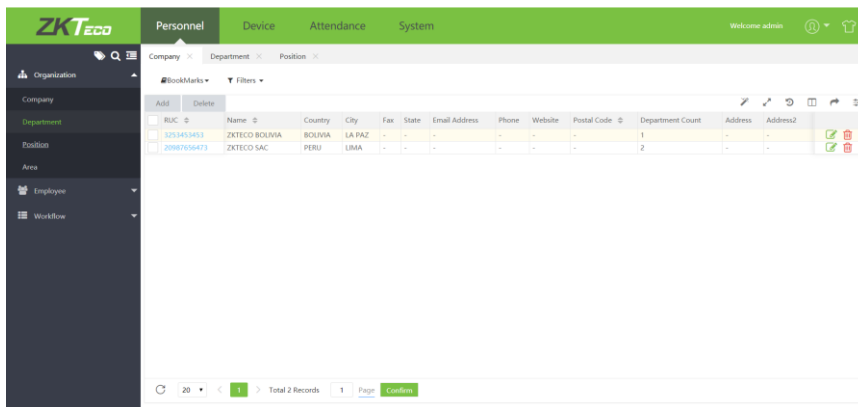 ZKTECO Personnel Device Attendance System Welcome admin
Company Department Position
Organization
BookMarks Filters
Company
Add Delete
RUC Name Country City Fax State Email Address Phone Website Postal Code Department Count Address Address2
Department
3253453453 ZKTECO BOLIVIA BOLIVIA LA PAZ - - - - - - 1 - -
20987656473 ZKTECO SAC PERU LIMA - - - - - - 2 - -
Position
Area
Employee
Workflow
20 1 Total 2 Records 1 Page Confirm